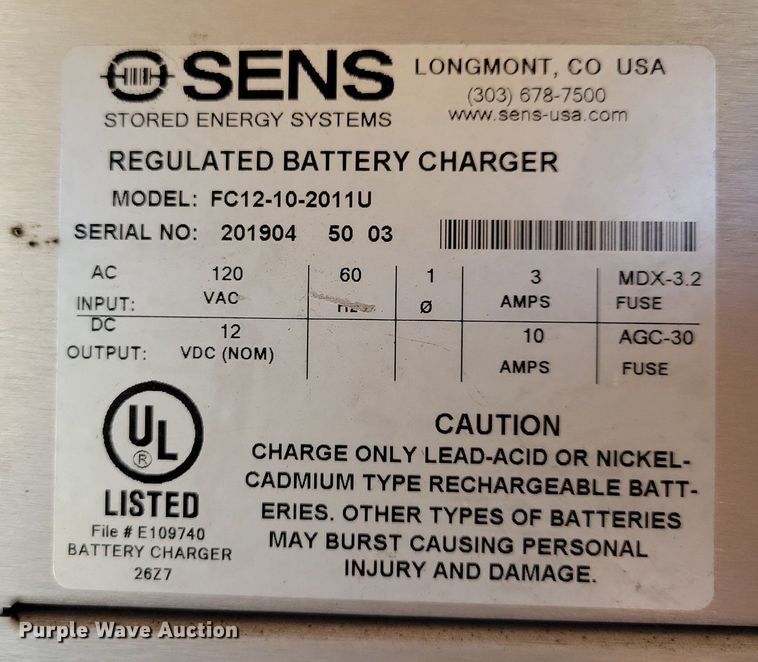 SENS
STORED ENERGY SYSTEMS
LONGMONT, CO USA
(303) 678-7500
www.sens-usa.com
REGULATED BATTERY CHARGER
MODEL: FC12-10-2011U
SERIAL NO: 201904 50 03
AC 120 60 1 3 MDX-3.2
INPUT: VAC HZ Ø AMPS FUSE
DC 12 10 AGC-30
OUTPUT: VDC (NOM) AMPS FUSE
UL
®
LISTED
File # E109740
BATTERY CHARGER
26Z7
CAUTION
CHARGE ONLY LEAD-ACID OR NICKEL-
CADMIUM TYPE RECHARGEABLE BATT-
ERIES. OTHER TYPES OF BATTERIES
MAY BURST CAUSING PERSONAL
INJURY AND DAMAGE.
Purple Wave Auction